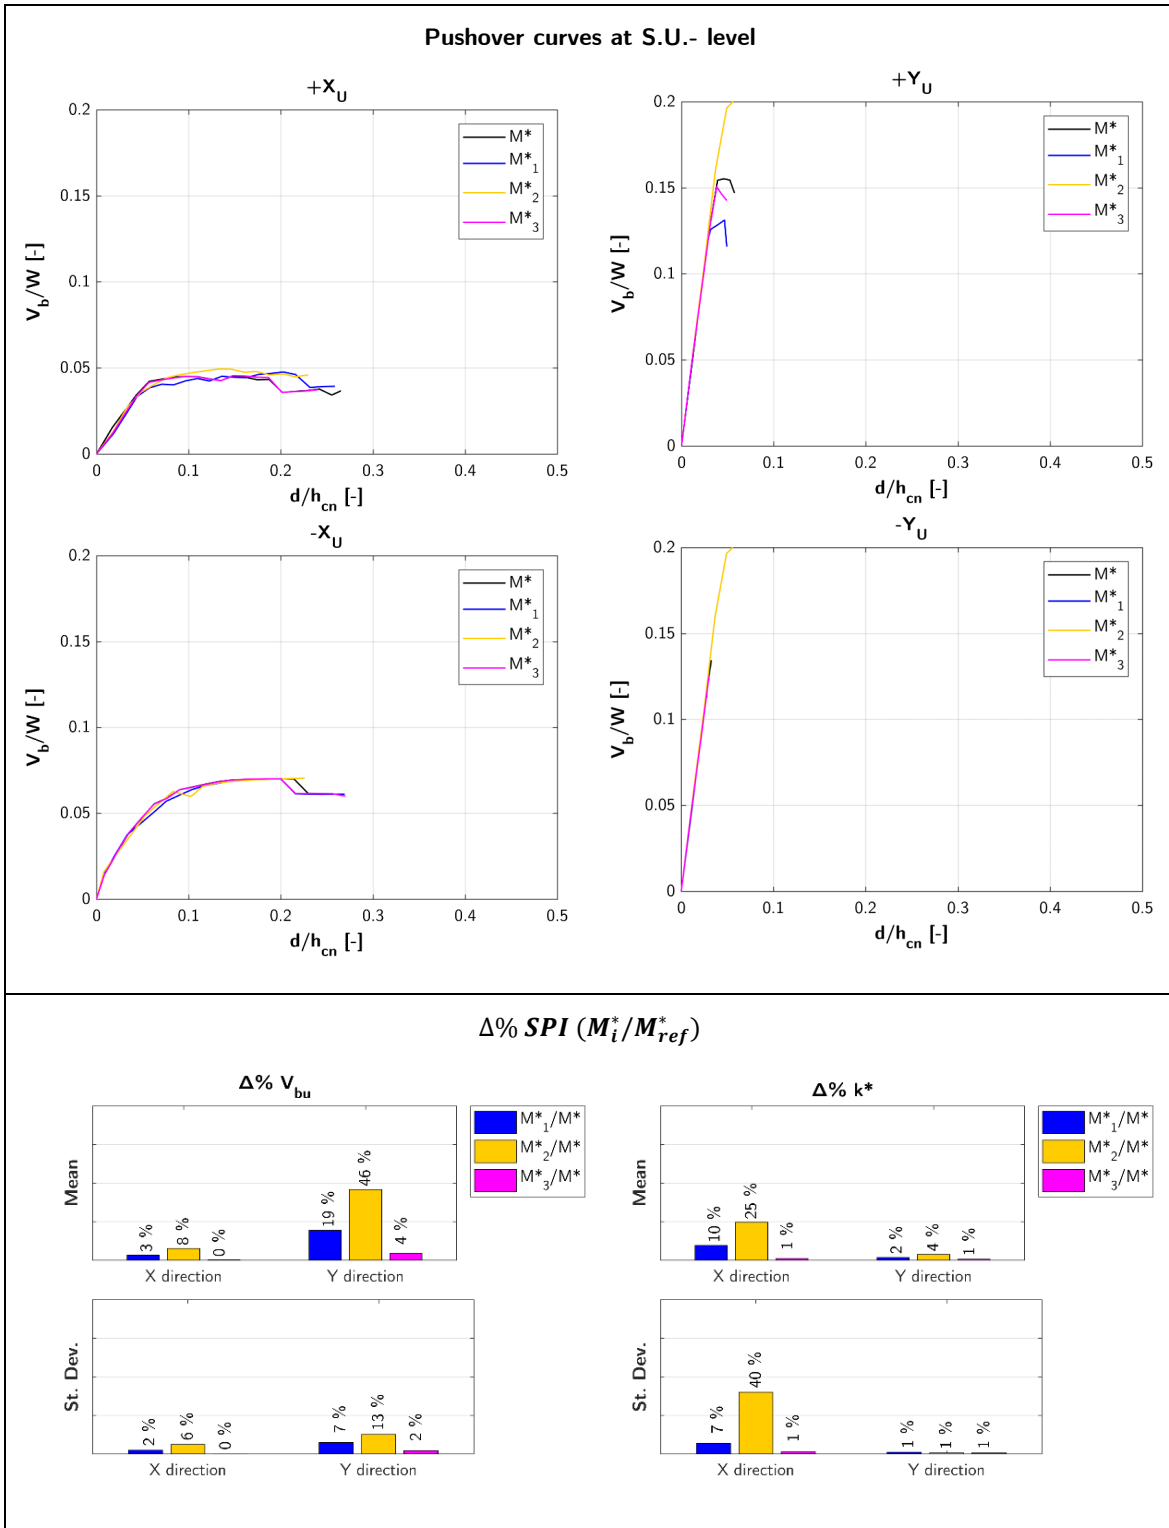 Pushover curves at S.U.- level
+X_U
0.2
0.15
0.1
0.05
0
V_b/W [-]
0 0.1 0.2 0.3 0.4 0.5
d/h_cn [-]
M*
M*_1
M*_2
M*_3
+Y_U
0.2
0.15
0.1
0.05
0
V_b/W [-]
0 0.1 0.2 0.3 0.4 0.5
d/h_cn [-]
M*
M*_1
M*_2
M*_3
-X_U
0.2
0.15
0.1
0.05
0
V_b/W [-]
0 0.1 0.2 0.3 0.4 0.5
d/h_cn [-]
M*
M*_1
M*_2
M*_3
-Y_U
0.2
0.15
0.1
0.05
0
V_b/W [-]
0 0.1 0.2 0.3 0.4 0.5
d/h_cn [-]
M*
M*_1
M*_2
M*_3
Δ% SPI (M*_i/M*_ref)
Δ% V_bu
Mean
3 % 8 % 0 % 19 % 46 % 4 %
X direction Y direction
M*_1/M*
M*_2/M*
M*_3/M*
Δ% k*
Mean
10 % 25 % 1 % 2 % 4 % 1 %
X direction Y direction
M*_1/M*
M*_2/M*
M*_3/M*
St. Dev.
2 % 6 % 0 % 7 % 13 % 2 %
X direction Y direction
St. Dev.
7 % 40 % 1 % 1 % 1 % 1 %
X direction Y direction